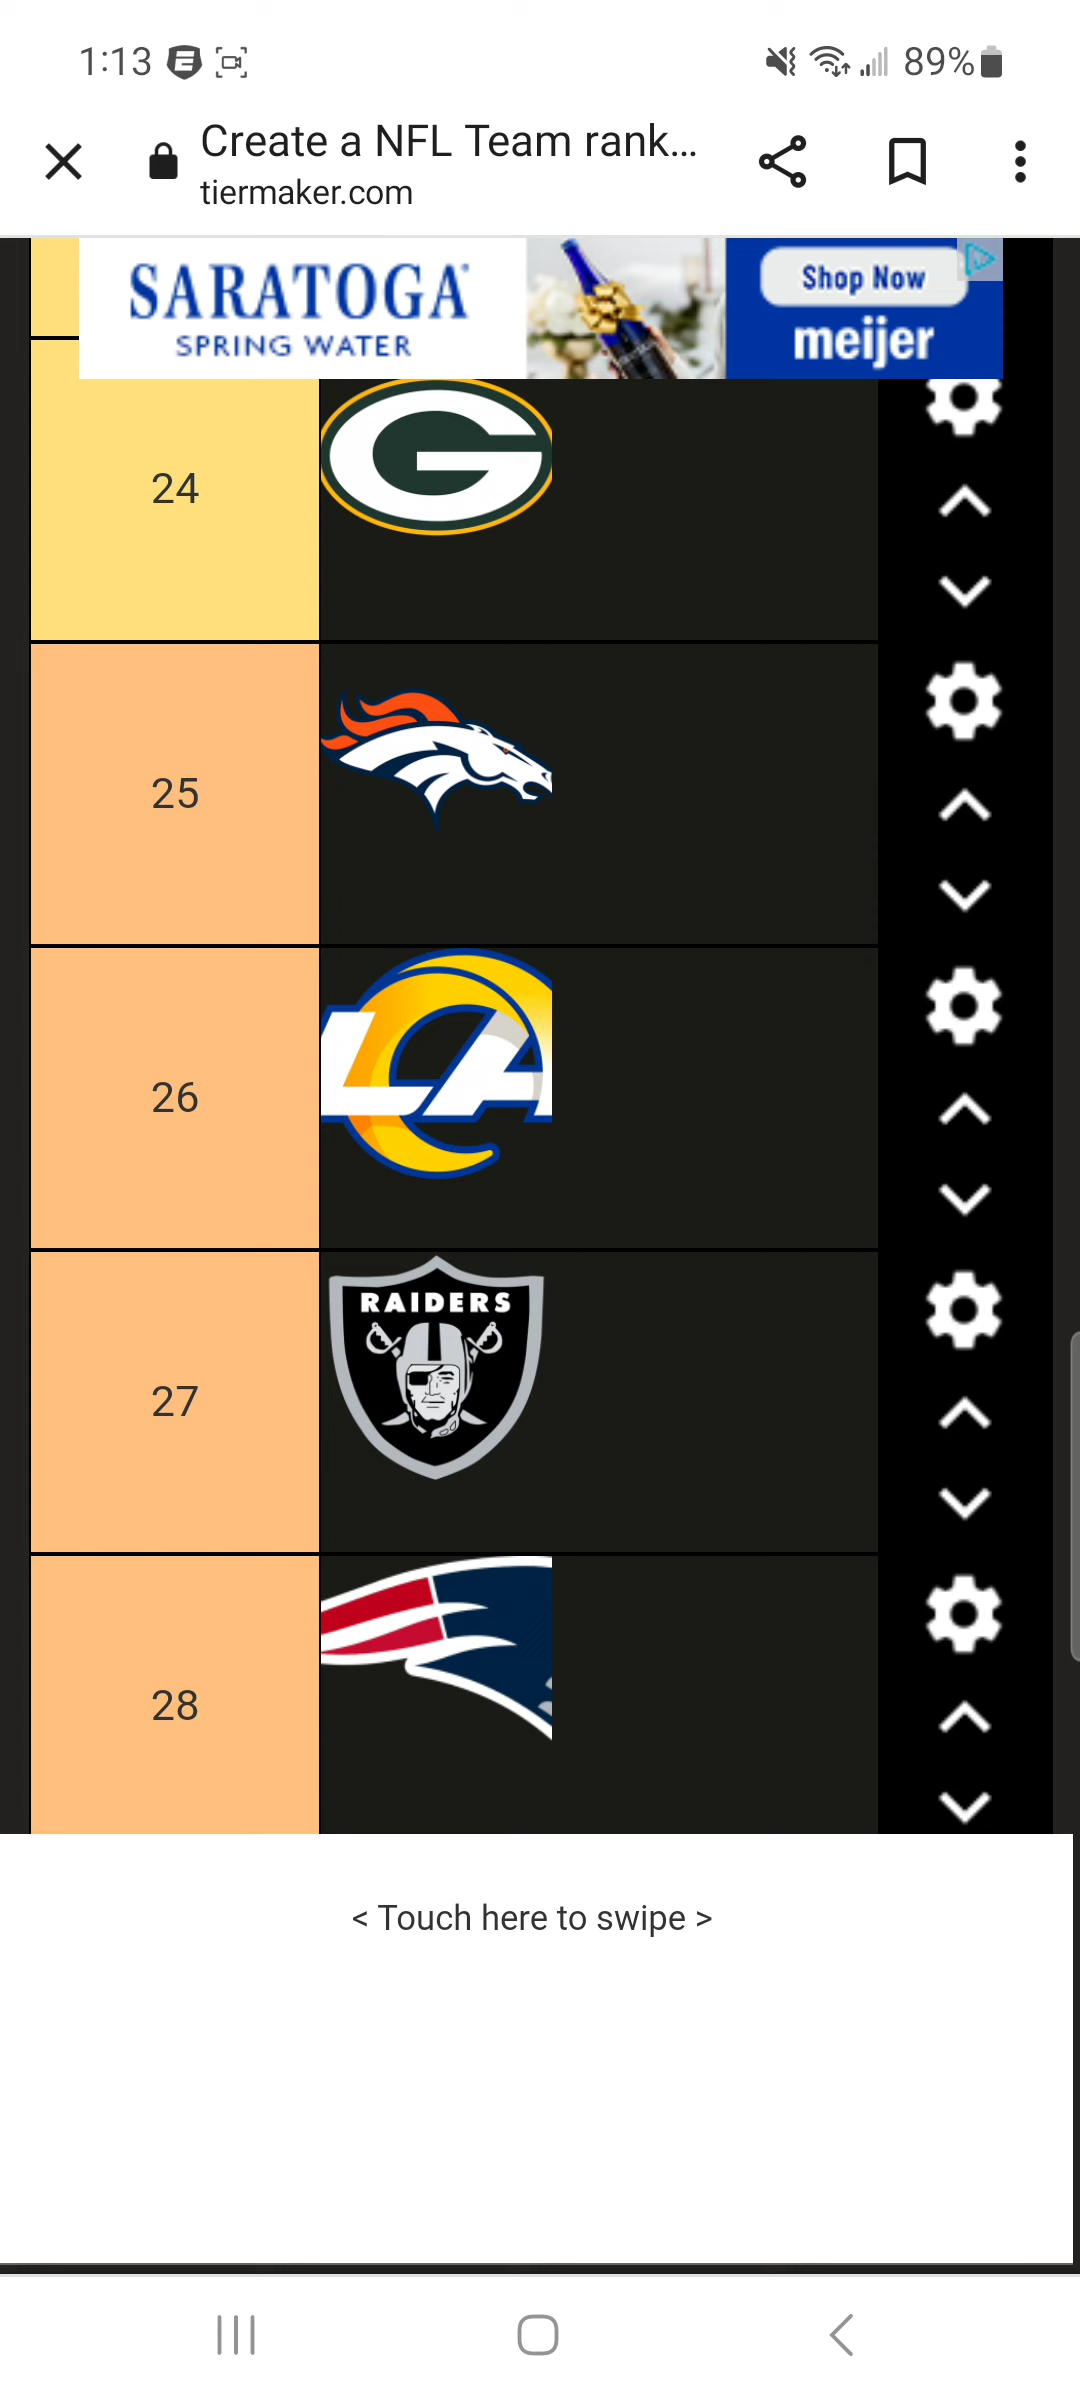 1:13
89%
Create a NFL Team rank...
tiermaker.com
SARATOGA
SPRING WATER
Shop Now
meijer
24
G
25
26
LA
27
RAIDERS
28
< Touch here to swipe >